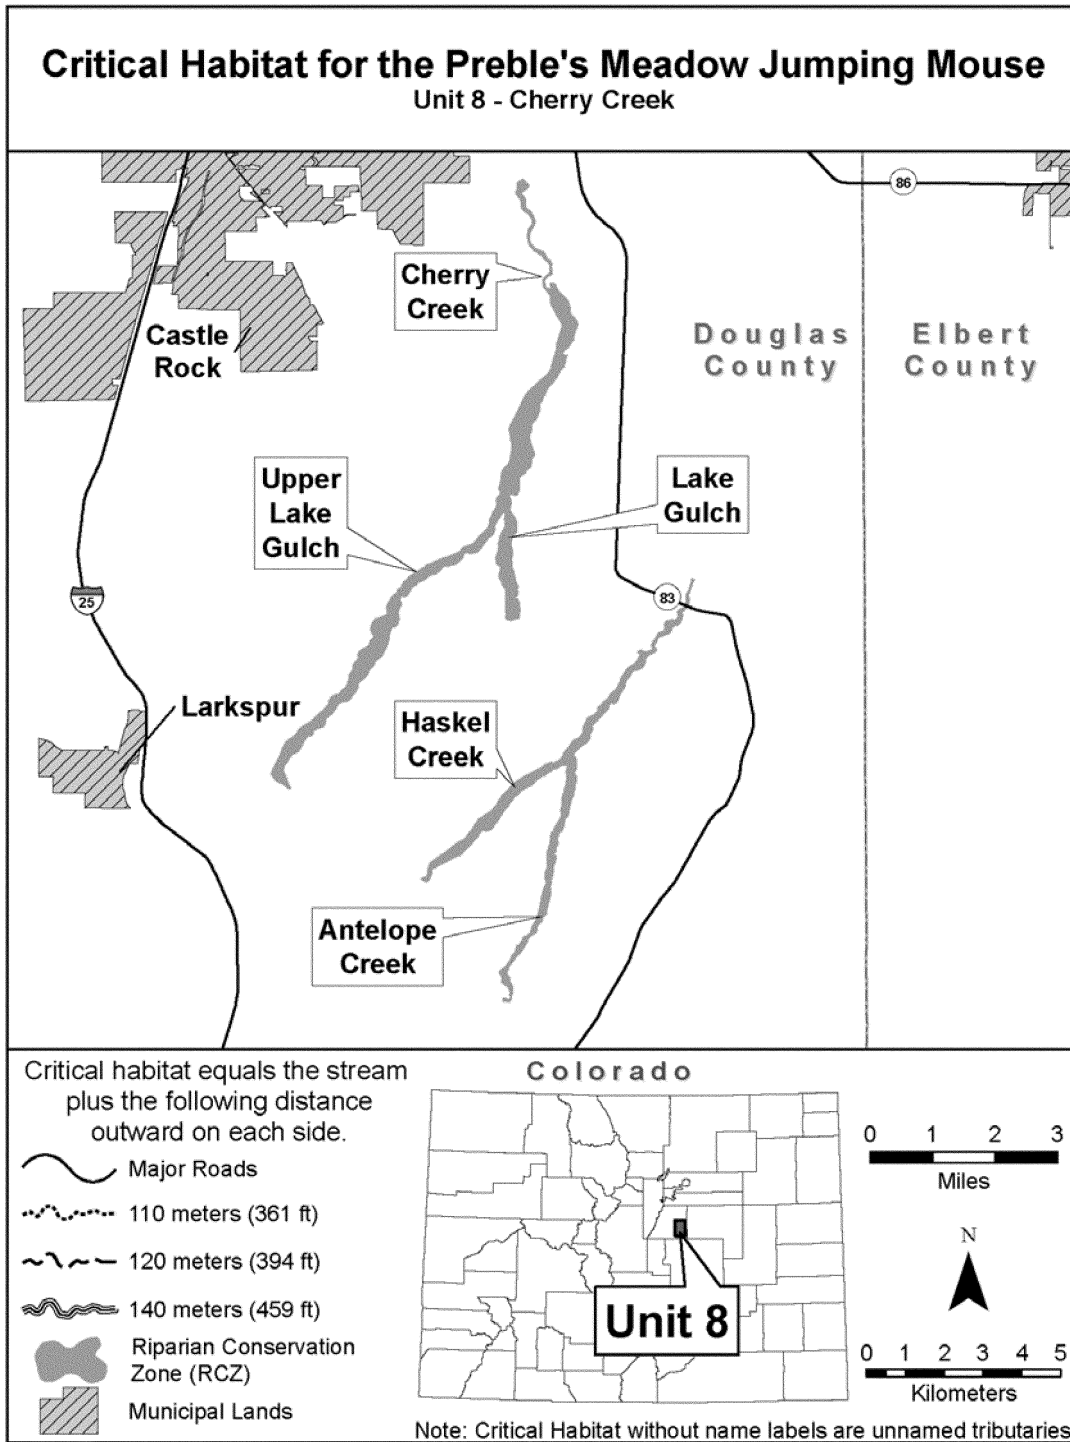 Critical Habitat for the Preble's Meadow Jumping Mouse
Unit 8 - Cherry Creek
86
Cherry
Creek
Castle
Rock
Douglas
County
Elbert
County
Upper
Lake
Gulch
Lake
Gulch
25
83
Larkspur
Haskel
Creek
Antelope
Creek
Critical habitat equals the stream
plus the following distance
outward on each side.
Major Roads
110 meters (361 ft)
120 meters (394 ft)
140 meters (459 ft)
Riparian Conservation
Zone (RCZ)
Municipal Lands
Colorado
Unit 8
0 1 2 3
Miles
N
0 1 2 3 4 5
Kilometers
Note: Critical Habitat without name labels are unnamed tributaries